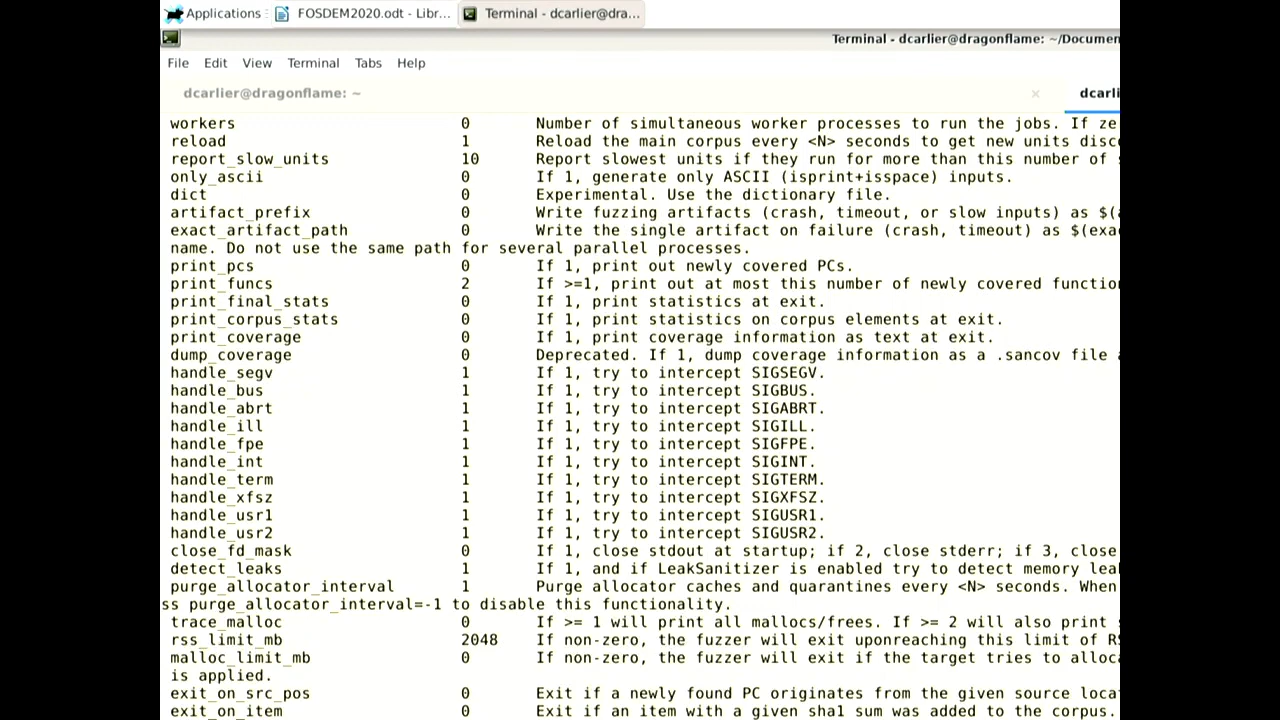 Applications
FOSDEM2020.odt - Libr...
Terminal - dcarlier@dra...
Terminal - dcarlier@dragonflame: ~/Documen
File Edit View Terminal Tabs Help
dcarlier@dragonflame: ~ × dcarli
workers 0 Number of simultaneous worker processes to run the jobs. If ze
reload 1 Reload the main corpus every <N> seconds to get new units disc
report_slow_units 10 Report slowest units if they run for more than this number of
only_ascii 0 If 1, generate only ASCII (isprint+isspace) inputs.
dict 0 Experimental. Use the dictionary file.
artifact_prefix 0 Write fuzzing artifacts (crash, timeout, or slow inputs) as $(a
exact_artifact_path 0 Write the single artifact on failure (crash, timeout) as $(exac
name. Do not use the same path for several parallel processes.
print_pcs 0 If 1, print out newly covered PCs.
print_funcs 2 If >=1, print out at most this number of newly covered function
print_final_stats 0 If 1, print statistics at exit.
print_corpus_stats 0 If 1, print statistics on corpus elements at exit.
print_coverage 0 If 1, print coverage information as text at exit.
dump_coverage 0 Deprecated. If 1, dump coverage information as a .sancov file a
handle_segv 1 If 1, try to intercept SIGSEGV.
handle_bus 1 If 1, try to intercept SIGBUS.
handle_abrt 1 If 1, try to intercept SIGABRT.
handle_ill 1 If 1, try to intercept SIGILL.
handle_fpe 1 If 1, try to intercept SIGFPE.
handle_int 1 If 1, try to intercept SIGINT.
handle_term 1 If 1, try to intercept SIGTERM.
handle_xfsz 1 If 1, try to intercept SIGXFSZ.
handle_usr1 1 If 1, try to intercept SIGUSR1.
handle_usr2 1 If 1, try to intercept SIGUSR2.
close_fd_mask 0 If 1, close stdout at startup; if 2, close stderr; if 3, close
detect_leaks 1 If 1, and if LeakSanitizer is enabled try to detect memory leak
purge_allocator_interval 1 Purge allocator caches and quarantines every <N> seconds. When
ss purge_allocator_interval=-1 to disable this functionality.
trace_malloc 0 If >= 1 will print all mallocs/frees. If >= 2 will also print
rss_limit_mb 2048 If non-zero, the fuzzer will exit uponreaching this limit of RS
malloc_limit_mb 0 If non-zero, the fuzzer will exit if the target tries to alloca
is applied.
exit_on_src_pos 0 Exit if a newly found PC originates from the given source locat
exit_on_item 0 Exit if an item with a given sha1 sum was added to the corpus.